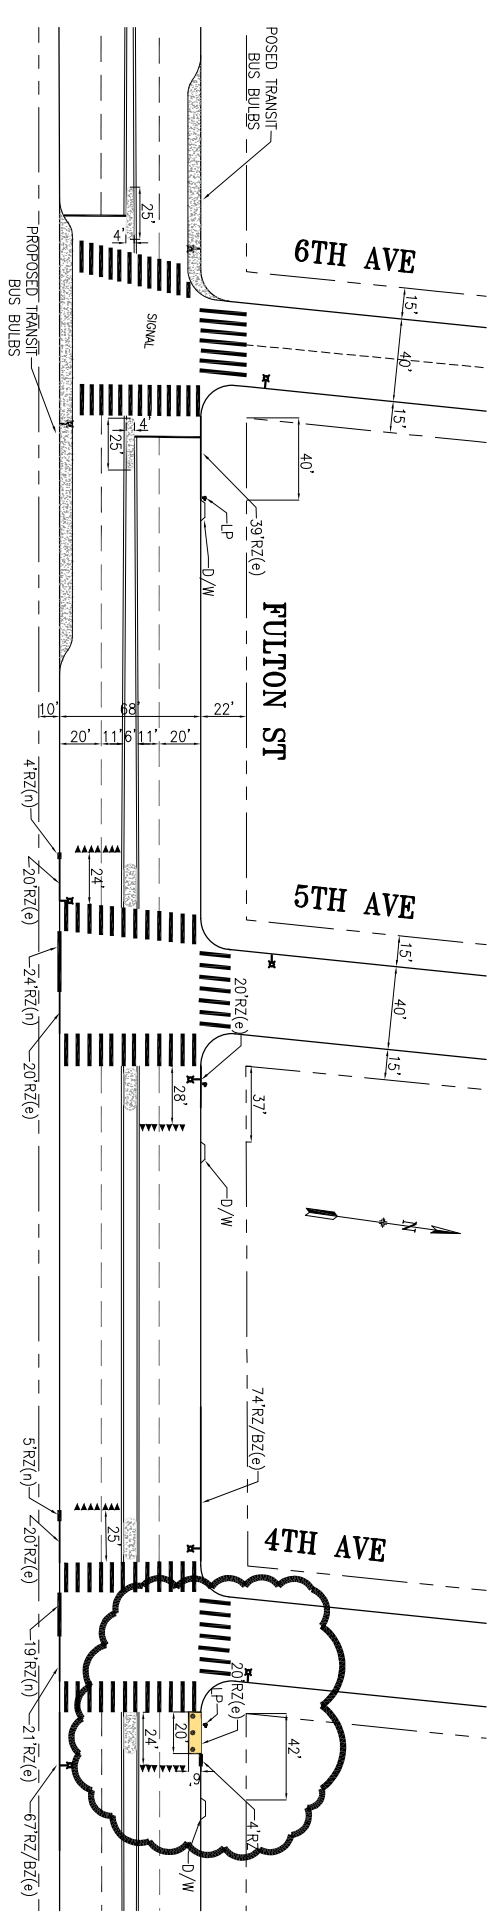 POSED TRANSIT
BUS BULBS
6TH AVE
15'
40'
15'
25'
4'
SIGNAL
PROPOSED TRANSIT
BUS BULBS
25'
4'
40'
LP
39'RZ(e)
D/W
FULTON ST
10'
68'
22'
20'
11'
6'
11'
20'
4'RZ(n)
20'RZ(e)
24'RZ(n)
20'RZ(e)
24'
5TH AVE
15'
40'
15'
20'RZ(e)
28'
37'
D/W
N
74'RZ/BZ(e)
5'RZ(n)
20'RZ(e)
19'RZ(n)
21'RZ(e)
67'RZ/BZ(e)
25'
4TH AVE
20'RZ(e)
LP
20'
24'
42'
4'RZ
D/W